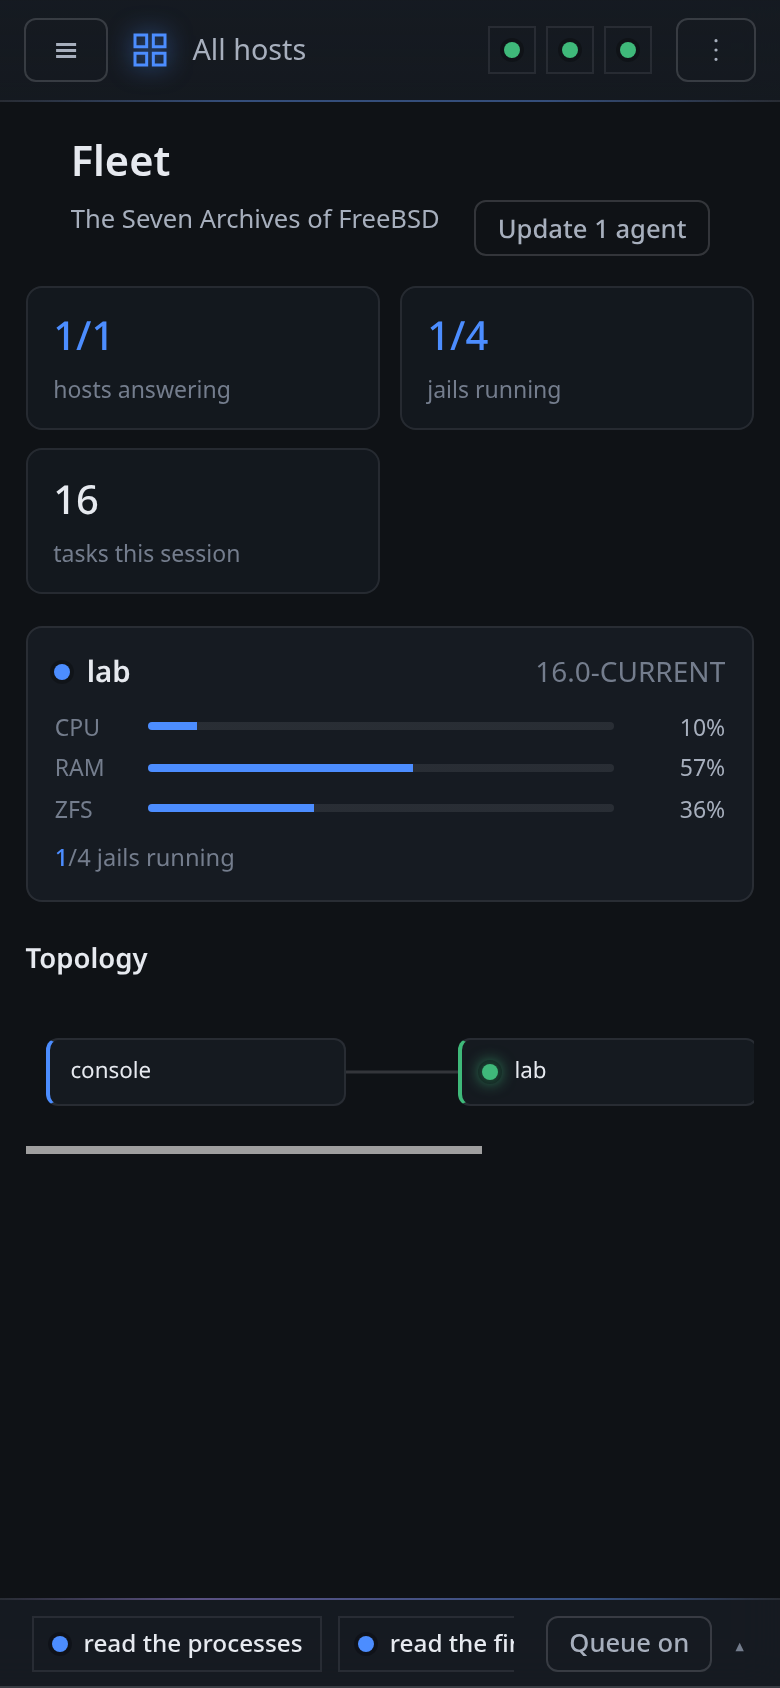 All hosts
Fleet
The Seven Archives of FreeBSD
Update 1 agent
1/1
hosts answering
1/4
jails running
16
tasks this session
lab
16.0-CURRENT
CPU
10%
RAM
57%
ZFS
36%
1/4 jails running
Topology
console
lab
read the processes
read the fir
Queue on